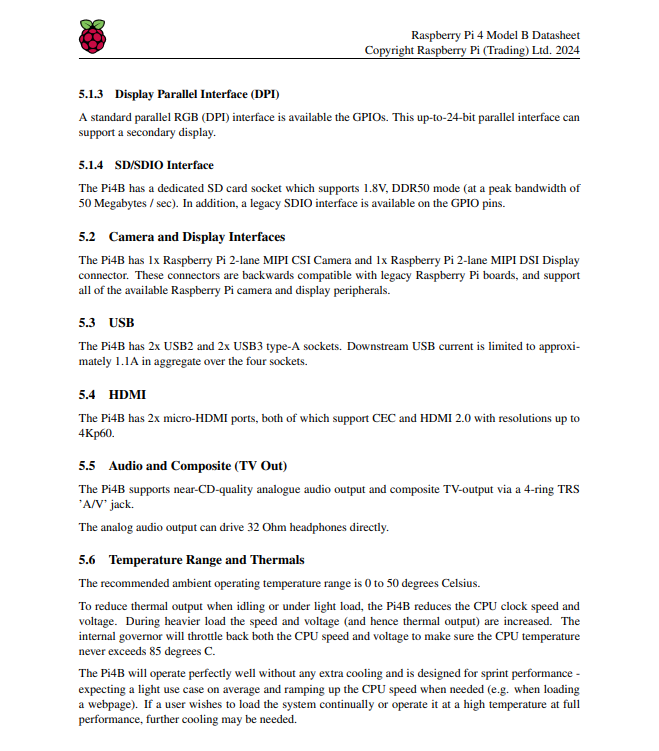 Raspberry Pi 4 Model B Datasheet
Copyright Raspberry Pi (Trading) Ltd. 2024
5.1.3 Display Parallel Interface (DPI)
A standard parallel RGB (DPI) interface is available the GPIOs. This up-to-24-bit parallel interface can
support a secondary display.
5.1.4 SD/SDIO Interface
The Pi4B has a dedicated SD card socket which supports 1.8V, DDR50 mode (at a peak bandwidth of
50 Megabytes / sec). In addition, a legacy SDIO interface is available on the GPIO pins.
5.2 Camera and Display Interfaces
The Pi4B has 1x Raspberry Pi 2-lane MIPI CSI Camera and 1x Raspberry Pi 2-lane MIPI DSI Display
connector. These connectors are backwards compatible with legacy Raspberry Pi boards, and support
all of the available Raspberry Pi camera and display peripherals.
5.3 USB
The Pi4B has 2x USB2 and 2x USB3 type-A sockets. Downstream USB current is limited to approxi-
mately 1.1A in aggregate over the four sockets.
5.4 HDMI
The Pi4B has 2x micro-HDMI ports, both of which support CEC and HDMI 2.0 with resolutions up to
4Kp60.
5.5 Audio and Composite (TV Out)
The Pi4B supports near-CD-quality analogue audio output and composite TV-output via a 4-ring TRS
’A/V’ jack.
The analog audio output can drive 32 Ohm headphones directly.
5.6 Temperature Range and Thermals
The recommended ambient operating temperature range is 0 to 50 degrees Celsius.
To reduce thermal output when idling or under light load, the Pi4B reduces the CPU clock speed and
voltage. During heavier load the speed and voltage (and hence thermal output) are increased. The
internal governor will throttle back both the CPU speed and voltage to make sure the CPU temperature
never exceeds 85 degrees C.
The Pi4B will operate perfectly well without any extra cooling and is designed for sprint performance -
expecting a light use case on average and ramping up the CPU speed when needed (e.g. when loading
a webpage). If a user wishes to load the system continually or operate it at a high temperature at full
performance, further cooling may be needed.